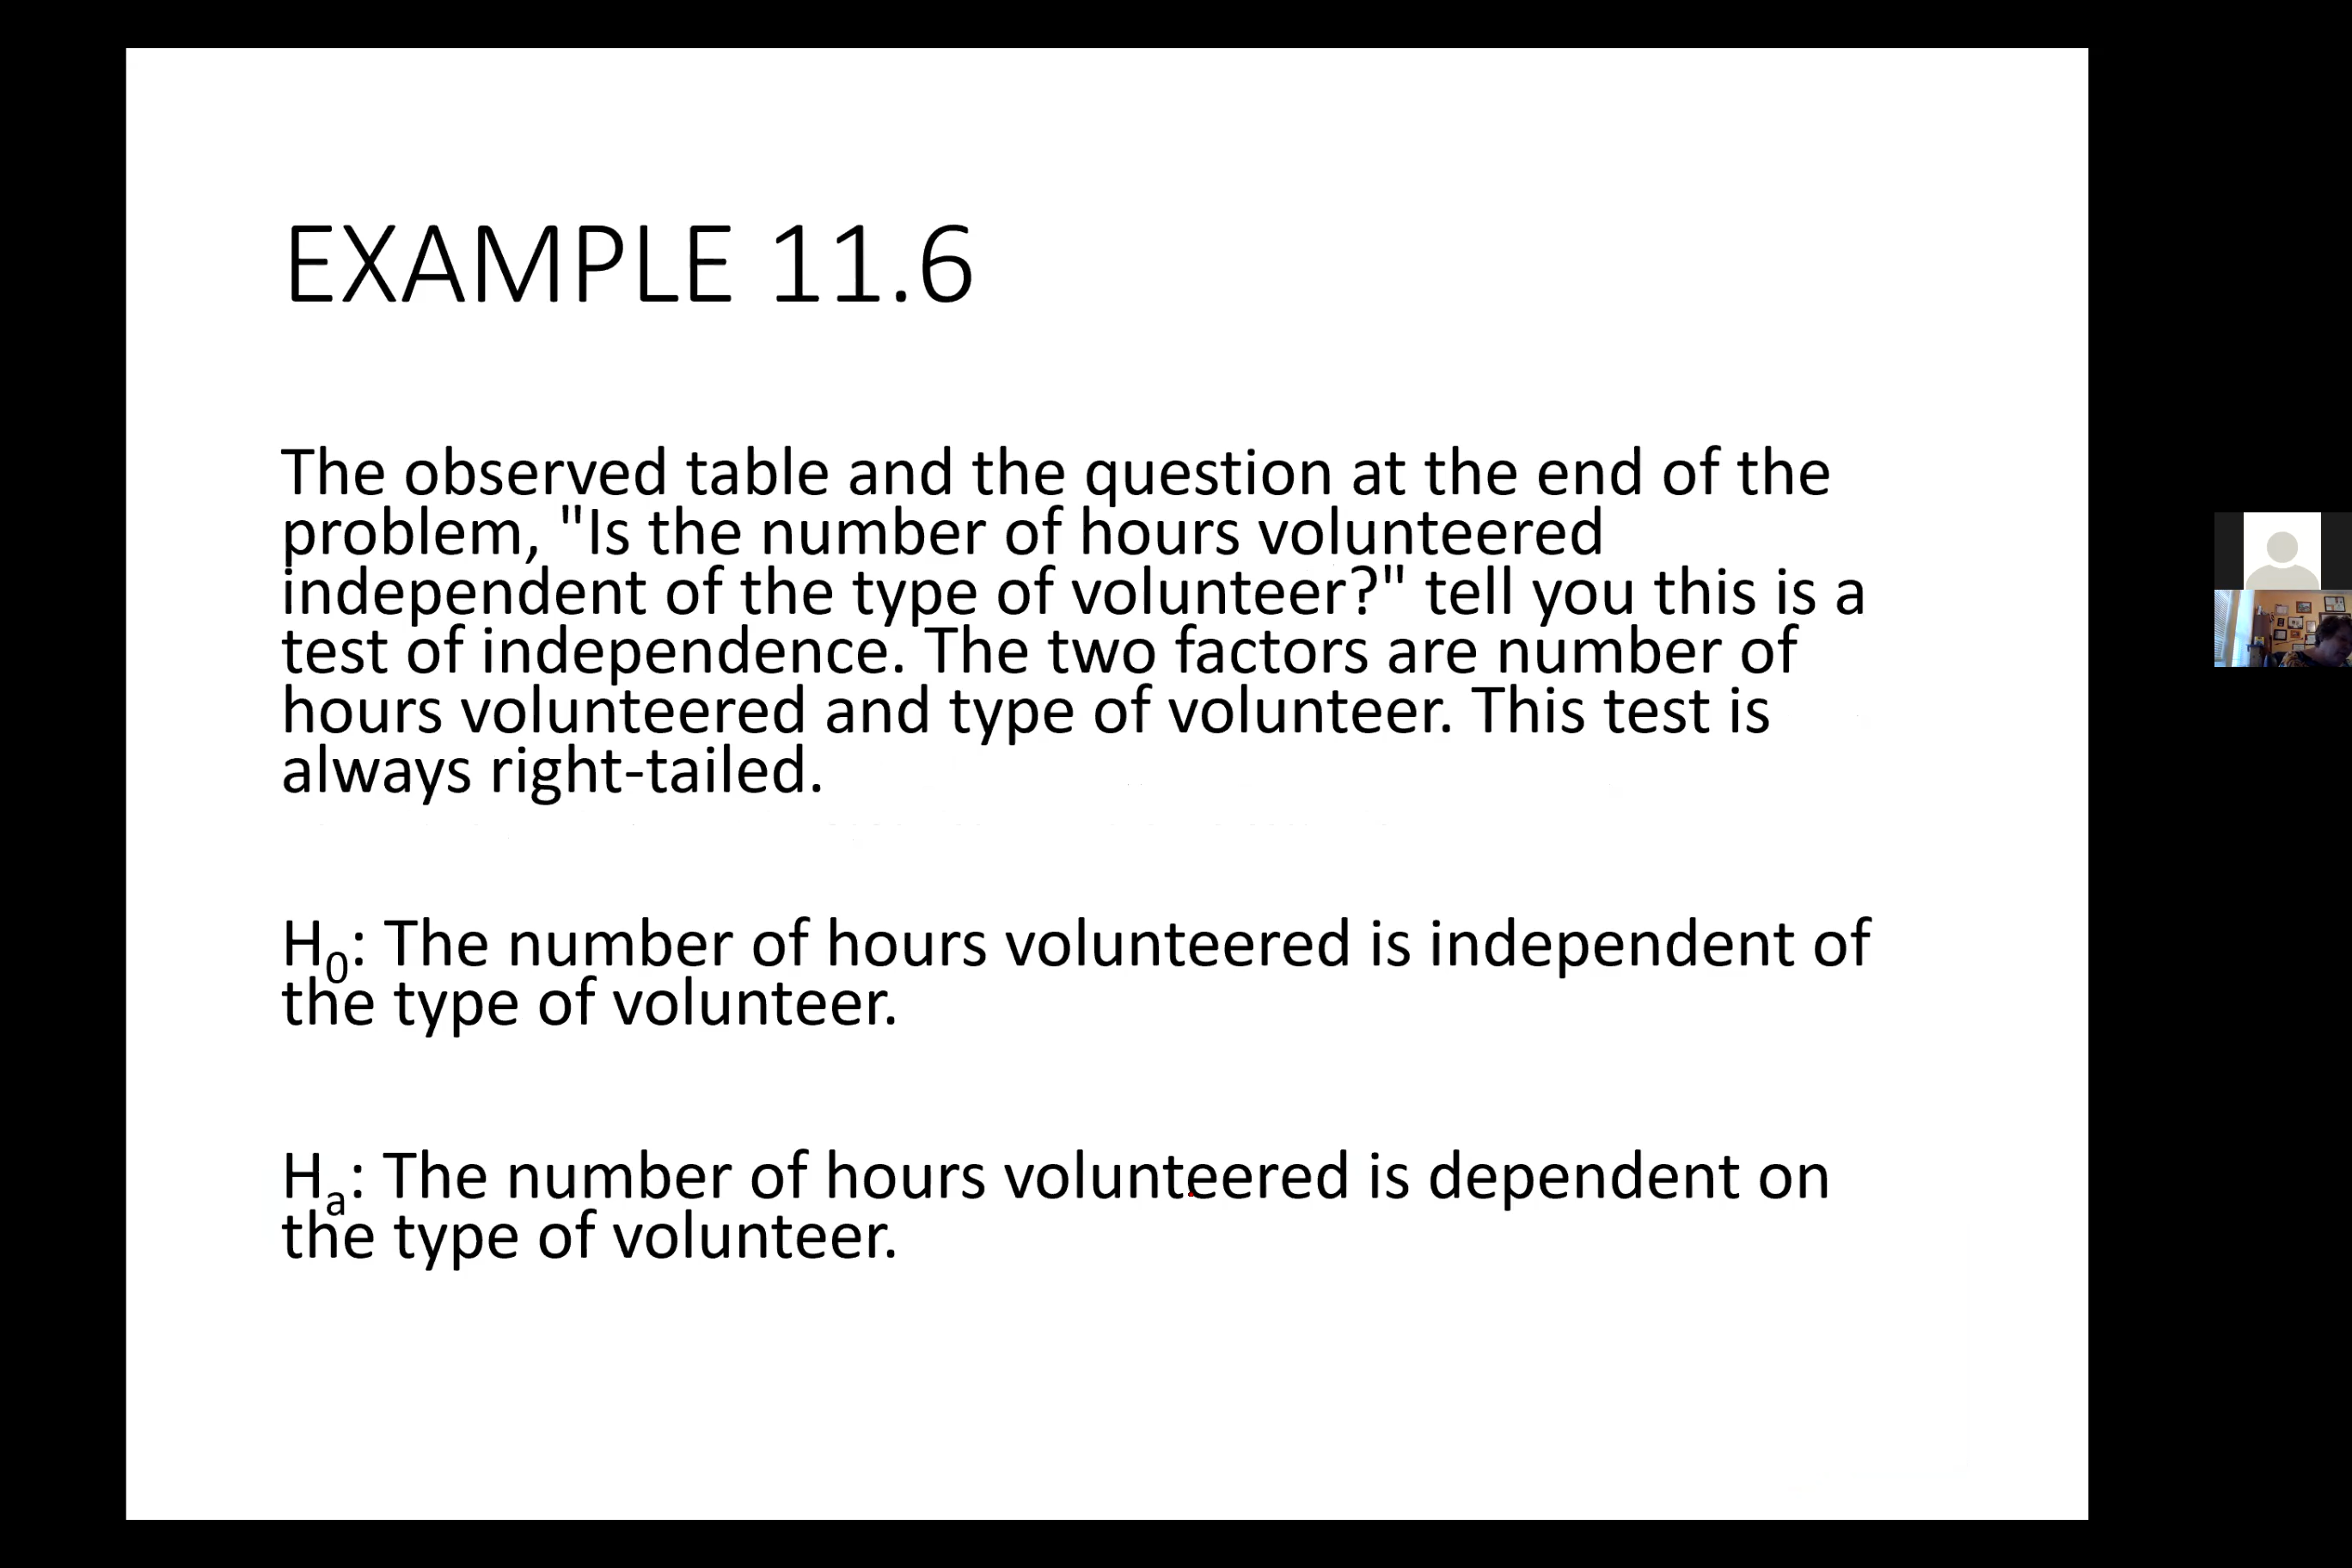 EXAMPLE 11.6
The observed table and the question at the end of the
problem, "Is the number of hours volunteered
independent of the type of volunteer?" tell you this is a
test of independence. The two factors are number of
hours volunteered and type of volunteer. This test is
always right-tailed.
H0: The number of hours volunteered is independent of
the type of volunteer.
Ha: The number of hours volunteered is dependent on
the type of volunteer.